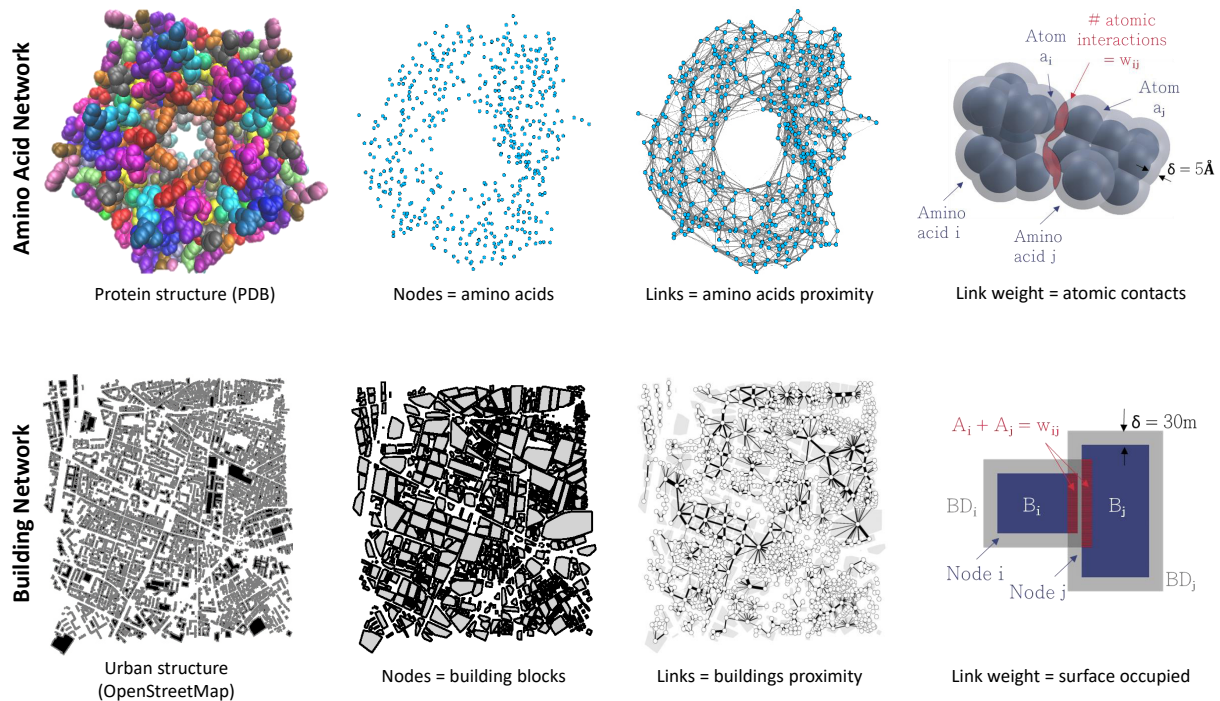 Amino Acid Network
# atomic
interactions
= wij
Atom
ai
Atom
aj
δ = 5Å
Amino
acid i
Amino
acid j
Protein structure (PDB)
Nodes = amino acids
Links = amino acids proximity
Link weight = atomic contacts
Building Network
Ai + Aj = wij
δ = 30m
BDi
Bi
Bj
Node i
Node j
BDj
Urban structure
(OpenStreetMap)
Nodes = building blocks
Links = buildings proximity
Link weight = surface occupied